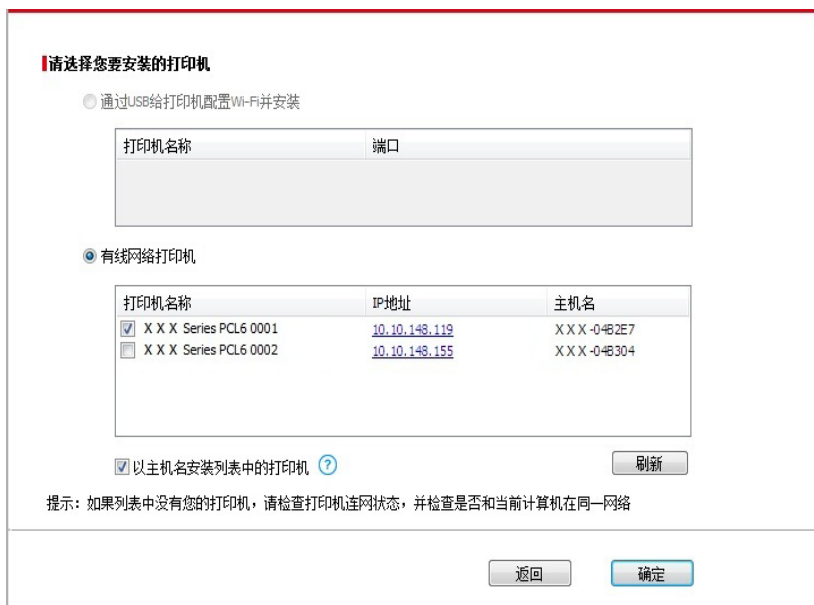 请选择您要安装的打印机
通过USB给打印机配置Wi-Fi并安装
打印机名称 端口
有线网络打印机
打印机名称 IP地址 主机名
X X X Series PCL6 0001 10.10.148.119 X X X -04B2E7
X X X Series PCL6 0002 10.10.148.155 X X X -04B304
以主机名安装列表中的打印机 ? 刷新
提示：如果列表中没有您的打印机，请检查打印机连网状态，并检查是否和当前计算机在同一网络
返回 确定